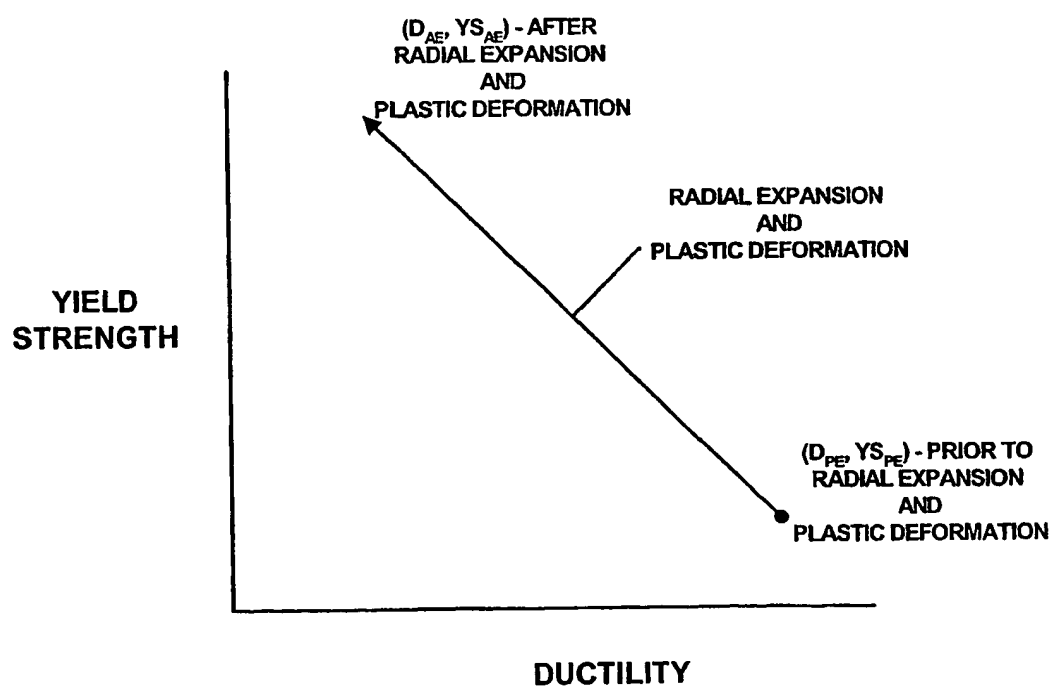 (D_AE, YS_AE) - AFTER
RADIAL EXPANSION
AND
PLASTIC DEFORMATION
RADIAL EXPANSION
AND
PLASTIC DEFORMATION
YIELD
STRENGTH
(D_PE, YS_PE) - PRIOR TO
RADIAL EXPANSION
AND
PLASTIC DEFORMATION
DUCTILITY